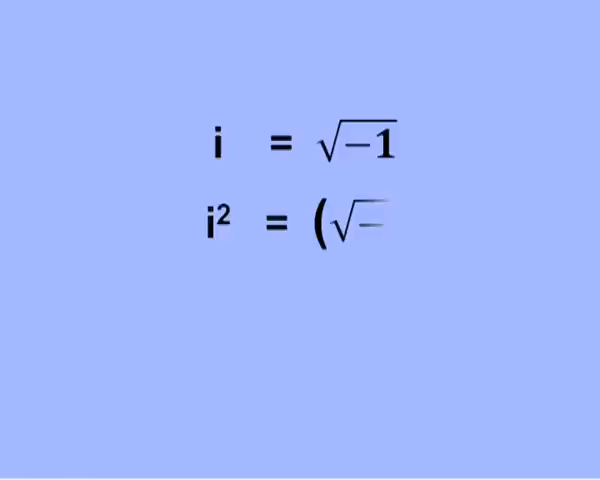 i = √−1
i² = (√−